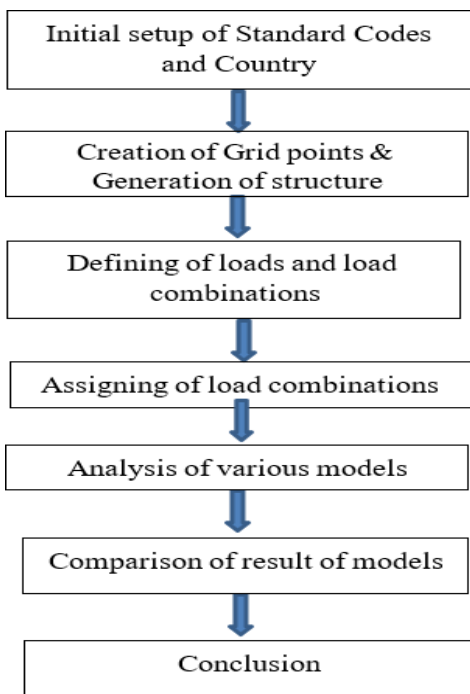 Initial setup of Standard Codes
and Country
Creation of Grid points &
Generation of structure
Defining of loads and load
combinations
Assigning of load combinations
Analysis of various models
Comparison of result of models
Conclusion